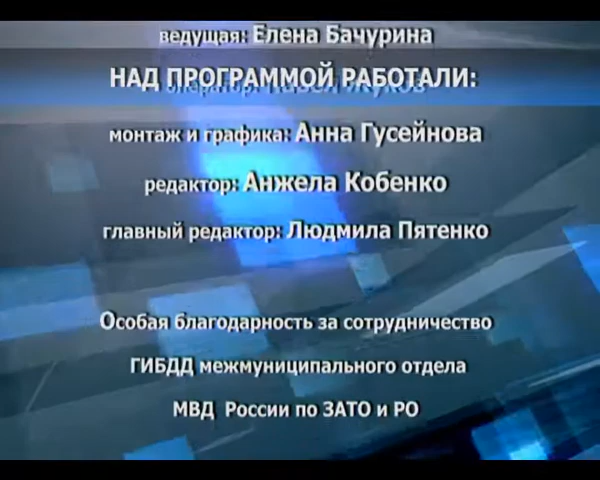 ведущая: Елена Бачурина
НАД ПРОГРАММОЙ РАБОТАЛИ:
монтаж и графика: Анна Гусейнова
редактор: Анжела Кобенко
главный редактор: Людмила Пятенко
Особая благодарность за сотрудничество
ГИБДД межмуниципального отдела
МВД России по ЗАТО и РО